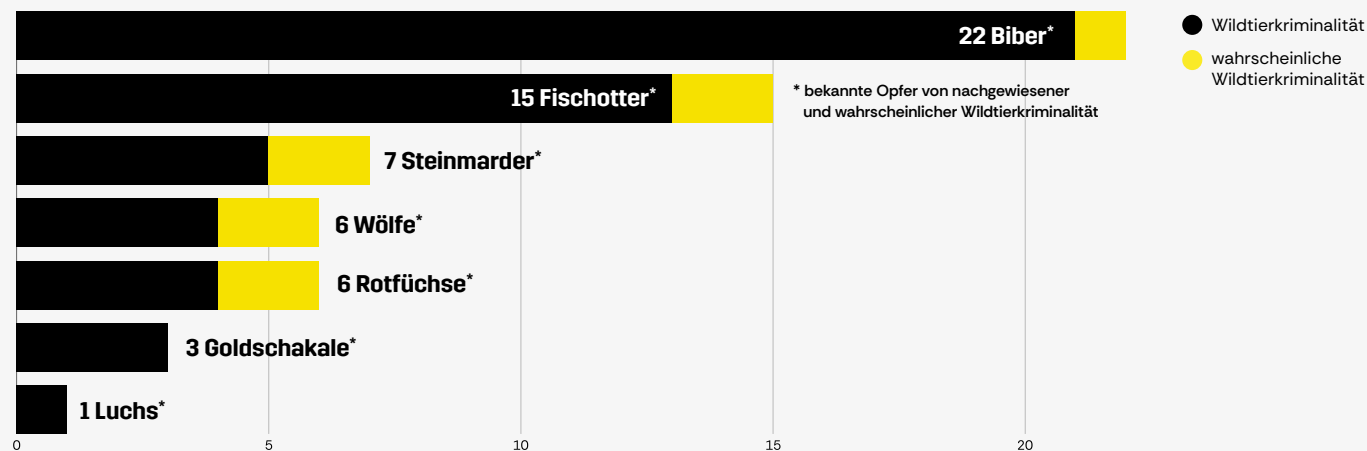 22 Biber*
15 Fischotter*
7 Steinmarder*
6 Wölfe*
6 Rotfüchse*
3 Goldschakale*
1 Luchs*
0
5
10
15
20
* bekannte Opfer von nachgewiesener
und wahrscheinlicher Wildtierkriminalität
Wildtierkriminalität
wahrscheinliche
Wildtierkriminalität